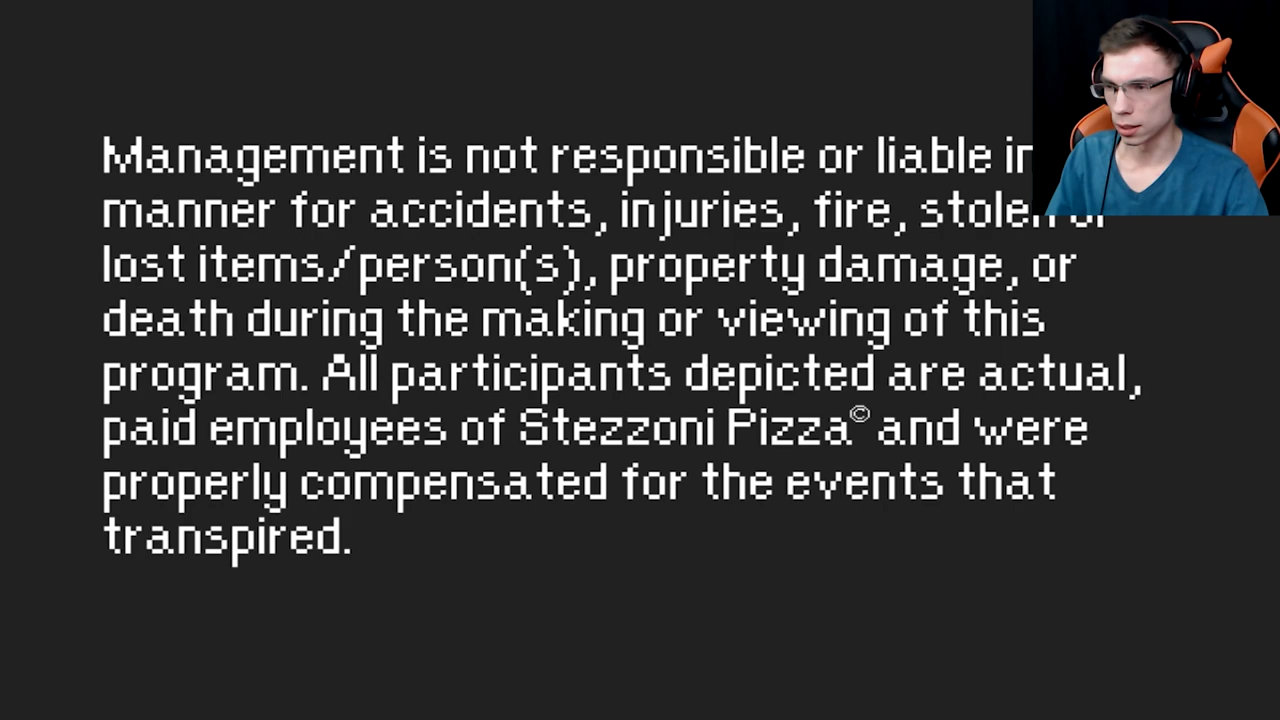 Management is not responsible or liable
manner for accidents, injuries, fire, stolen or
lost items/person(s), property damage, or
death during the making or viewing of this
program. All participants depicted are actual,
paid employees of Stezzoni Pizza© and were
properly compensated for the events that
transpired.